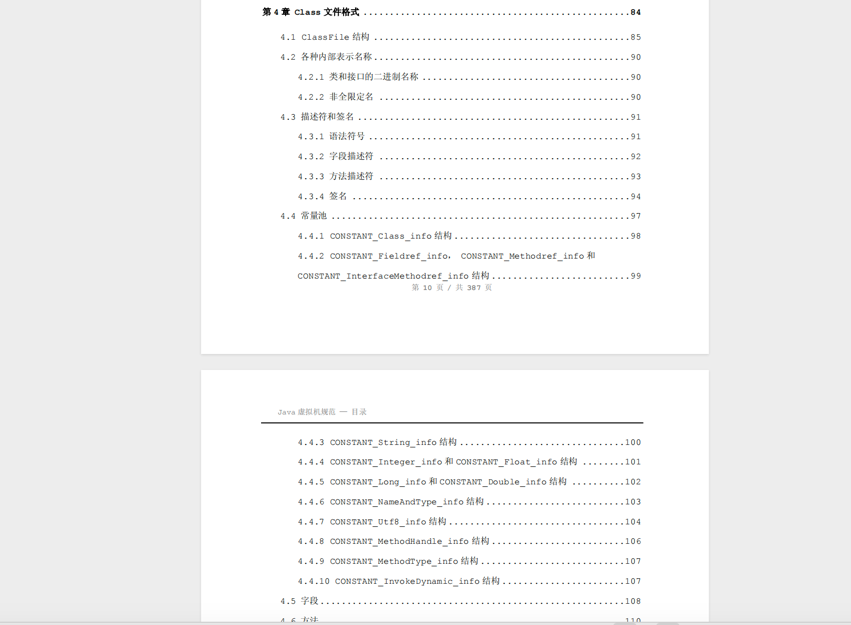 第 4 章 Class 文件格式 ...................................................84
4.1 ClassFile 结构 ................................................85
4.2 各种内部表示名称................................................90
4.2.1 类和接口的二进制名称 .......................................90
4.2.2 非全限定名 ...............................................90
4.3 描述符和签名 ...................................................91
4.3.1 语法符号 .................................................91
4.3.2 字段描述符 ...............................................92
4.3.3 方法描述符 ...............................................93
4.3.4 签名 .....................................................94
4.4 常量池 .........................................................97
4.4.1 CONSTANT_Class_info 结构.................................98
4.4.2 CONSTANT_Fieldref_info， CONSTANT_Methodref_info 和
CONSTANT_InterfaceMethodref_info 结构..........................99
第 10 页 / 共 387 页
Java 虚拟机规范 — 目录
4.4.3 CONSTANT_String_info 结构 ...............................100
4.4.4 CONSTANT_Integer_info 和 CONSTANT_Float_info 结构 ........101
4.4.5 CONSTANT_Long_info 和 CONSTANT_Double_info 结构 ..........102
4.4.6 CONSTANT_NameAndType_info 结构..........................103
4.4.7 CONSTANT_Utf8_info 结构.................................104
4.4.8 CONSTANT_MethodHandle_info 结构.........................106
4.4.9 CONSTANT_MethodType_info 结构...........................107
4.4.10 CONSTANT_InvokeDynamic_info 结构.......................107
4.5 字段..........................................................108
4.6 方法..........................................................110